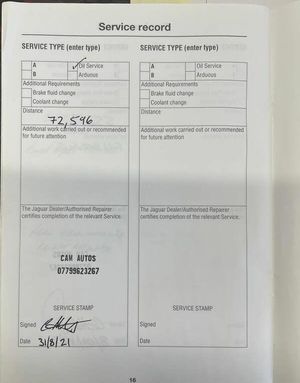 Service record
SERVICE TYPE (enter type)
A
Oil Service
B
Arduous
Additional Requirements
Brake fluid change
Coolant change
Distance
72,546
Additional work carried out or recommended
for future attention
The Jaguar Dealer/Authorised Repairer
certifies completion of the relevant Service.
CAM AUTOS
07799623267
SERVICE STAMP
Signed
Date 31/8/21
SERVICE TYPE (enter type)
A
Oil Service
B
Arduous
Additional Requirements
Brake fluid change
Coolant change
Distance
Additional work carried out or recommended
for future attention
The Jaguar Dealer/Authorised Repairer
certifies completion of the relevant Service.
SERVICE STAMP
Signed
Date
16